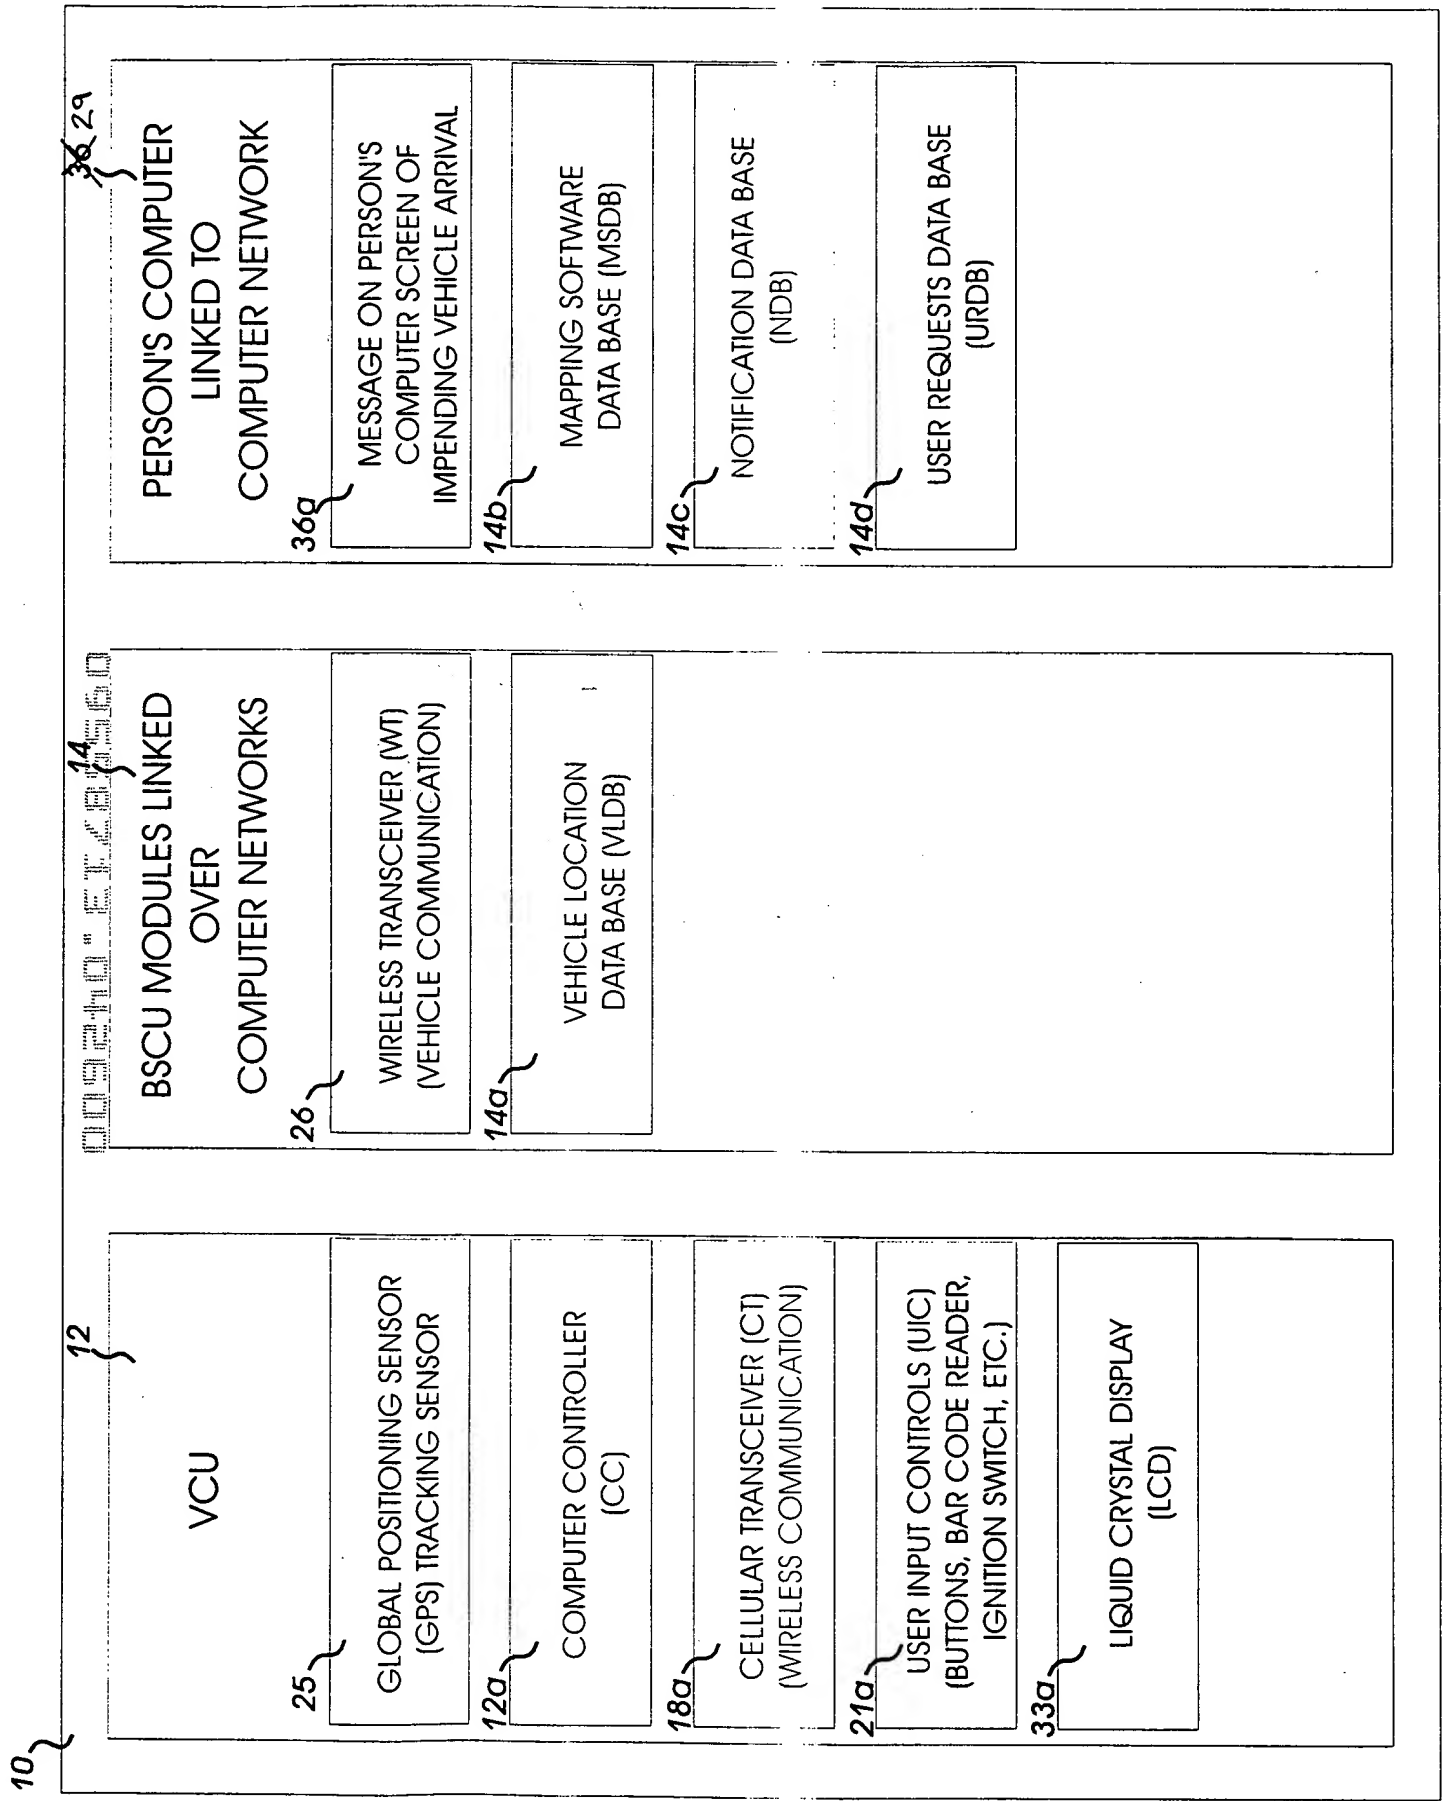 10
12
VCU
25
GLOBAL POSITIONING SENSOR
(GPS) TRACKING SENSOR
12a
COMPUTER CONTROLLER
(CC)
18a
CELLULAR TRANSCEIVER (CT)
(WIRELESS COMMUNICATION)
21a
USER INPUT CONTROLS (UIC)
(BUTTONS, BAR CODE READER,
IGNITION SWITCH, ETC.)
33a
LIQUID CRYSTAL DISPLAY
(LCD)
14
BSCU MODULES LINKED
OVER
COMPUTER NETWORKS
26
WIRELESS TRANSCEIVER (WT)
(VEHICLE COMMUNICATION)
14a
VEHICLE LOCATION
DATA BASE (VLDB)
36 29
PERSON'S COMPUTER
LINKED TO
COMPUTER NETWORK
36a
MESSAGE ON PERSON'S
COMPUTER SCREEN OF
IMPENDING VEHICLE ARRIVAL
14b
MAPPING SOFTWARE
DATA BASE (MSDB)
14c
NOTIFICATION DATA BASE
(NDB)
14d
USER REQUESTS DATA BASE
(URDB)